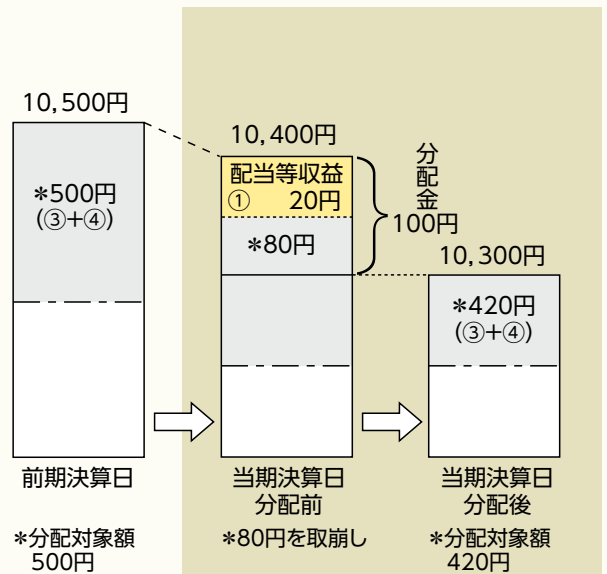 10,500円
*500円
(③+④)
前期決算日
*分配対象額
500円
10,400円
配当等収益
① 20円
*80円
分配金
100円
当期決算日
分配前
*80円を取崩し
10,300円
*420円
(③+④)
当期決算日
分配後
*分配対象額
420円